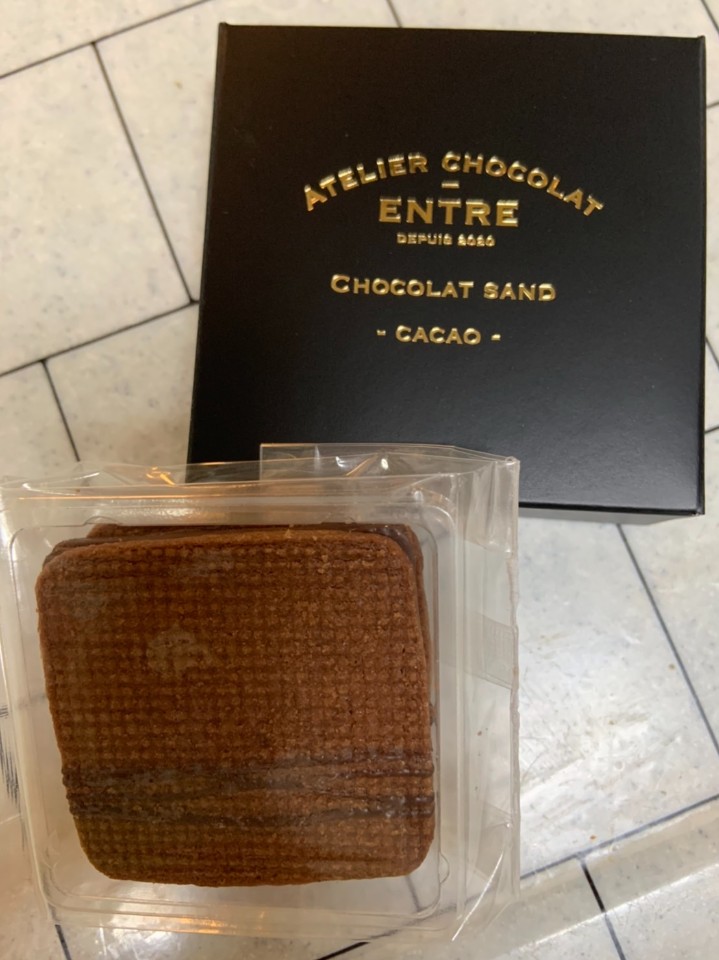 ATELIER CHOCOLAT
ENTRE
DEPUIS 2020
CHOCOLAT SAND
- CACAO -